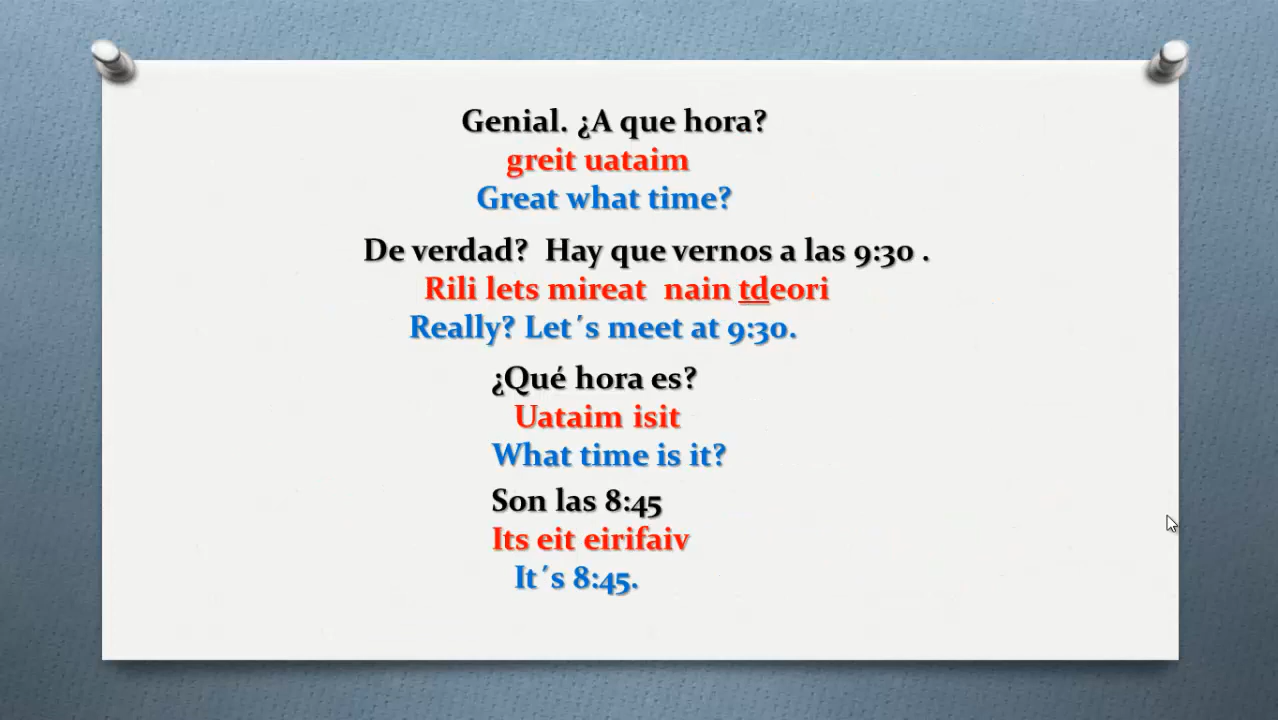 Genial. ¿A que hora?
greit uataim
Great what time?
De verdad? Hay que vernos a las 9:30 .
Rili lets mireat nain tdeori
Really? Let´s meet at 9:30.
¿Qué hora es?
Uataim isit
What time is it?
Son las 8:45
Its eit eirifaiv
It´s 8:45.